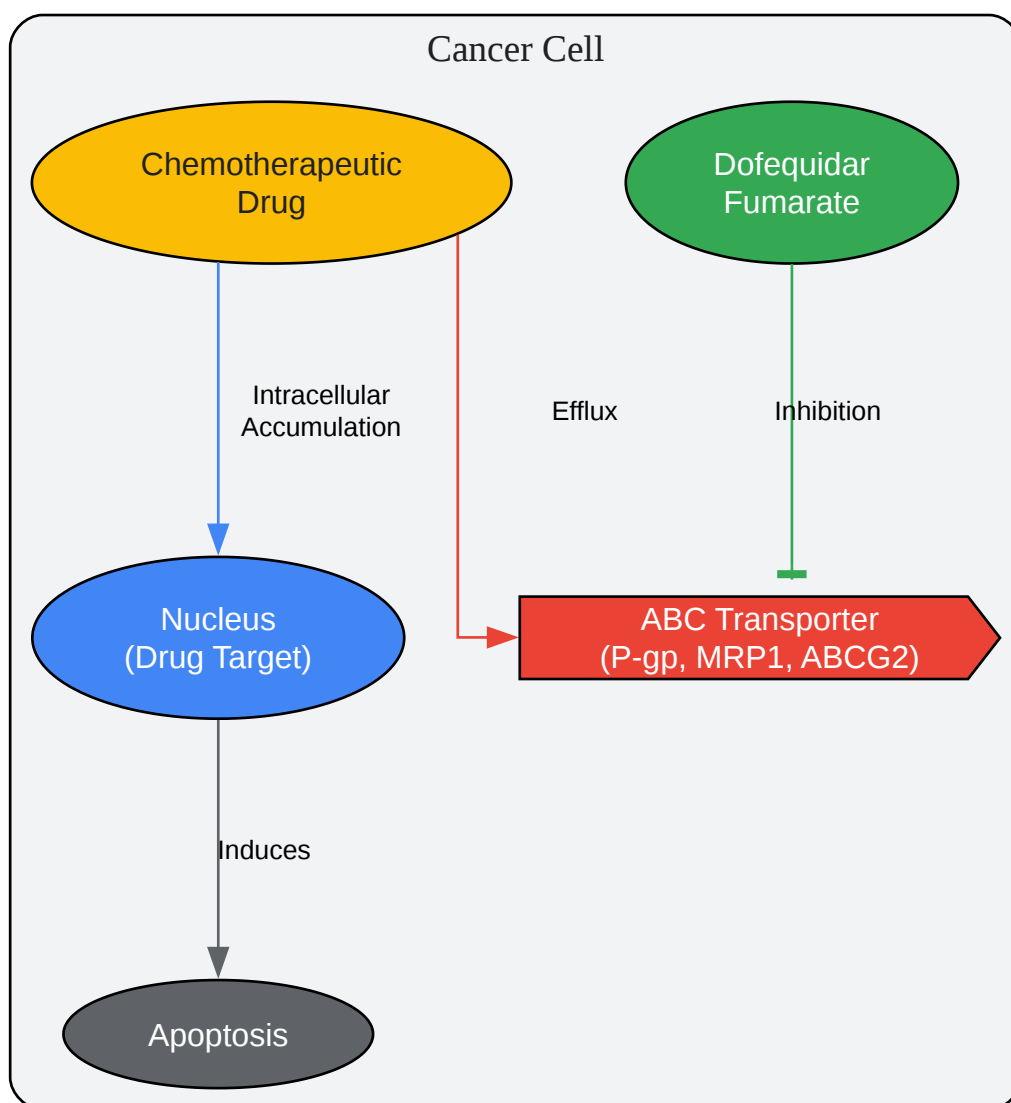 Cancer Cell
Chemotherapeutic
Drug
Dofequidar
Fumarate
Intracellular
Accumulation
Efflux
Inhibition
Nucleus
(Drug Target)
ABC Transporter
(P-gp, MRP1, ABCG2)
Induces
Apoptosis